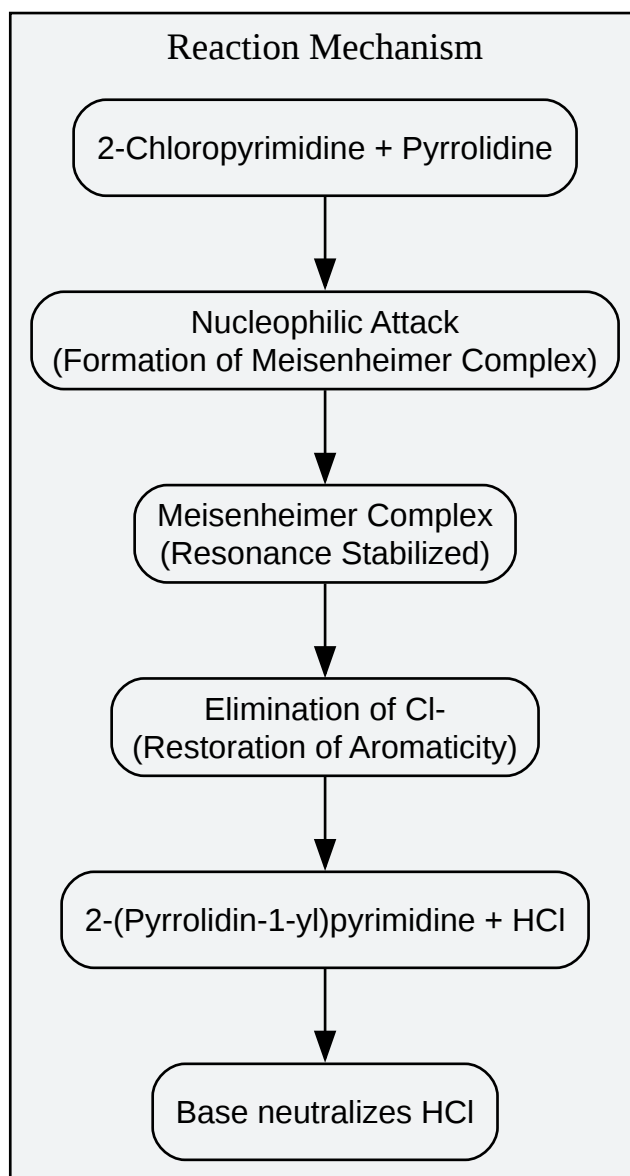 Reaction Mechanism
2-Chloropyrimidine + Pyrrolidine
Nucleophilic Attack
(Formation of Meisenheimer Complex)
Meisenheimer Complex
(Resonance Stabilized)
Elimination of Cl-
(Restoration of Aromaticity)
2-(Pyrrolidin-1-yl)pyrimidine + HCl
Base neutralizes HCl